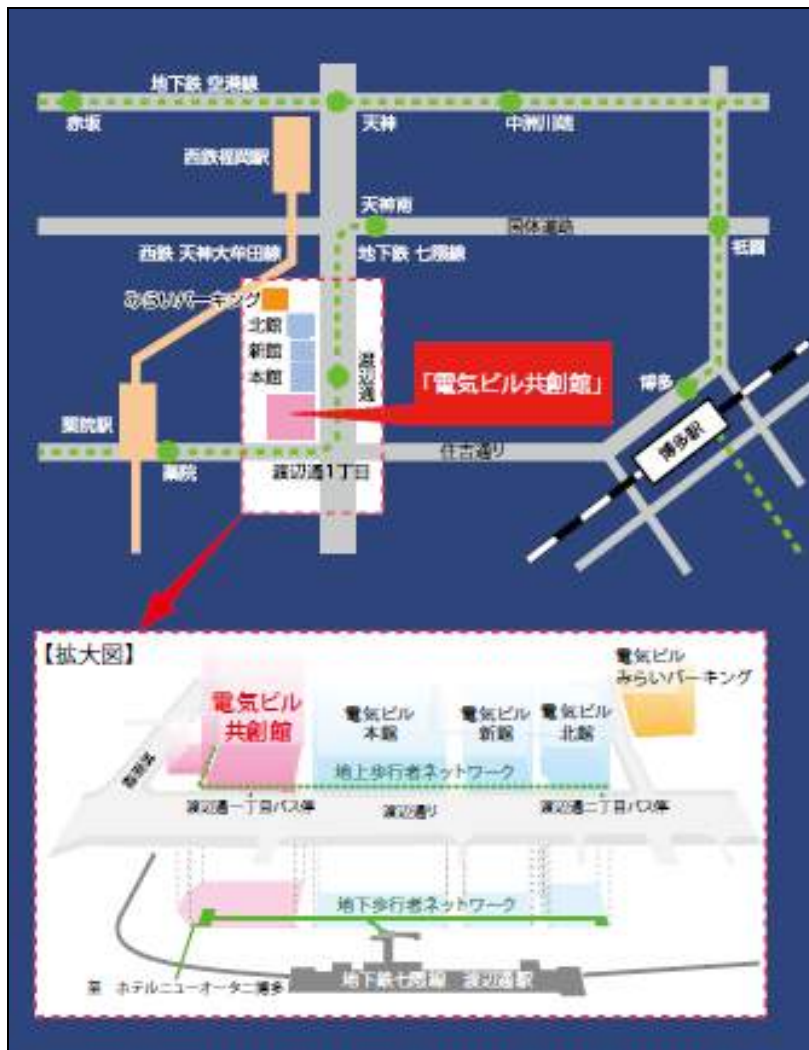 地下鉄 空港線
赤坂
天神
中洲川端
西鉄福岡駅
天神南
国体道路
西鉄 天神大牟田線
地下鉄 七隈線
祇園
みらいパーキング
北館
新館
本館
渡辺通
「電気ビル共創館」
博多
薬院駅
博多駅
住吉通り
薬院
渡辺通1丁目
【拡大図】
電気ビル
共創館
電気ビル
本館
電気ビル
新館
電気ビル
北館
電気ビル
みらいパーキング
地上歩行者ネットワーク
渡辺通一丁目バス停
渡辺通り
渡辺通二丁目バス停
地下歩行者ネットワーク
至 ホテルニューオータニ博多
地下鉄七隈線 渡辺通駅